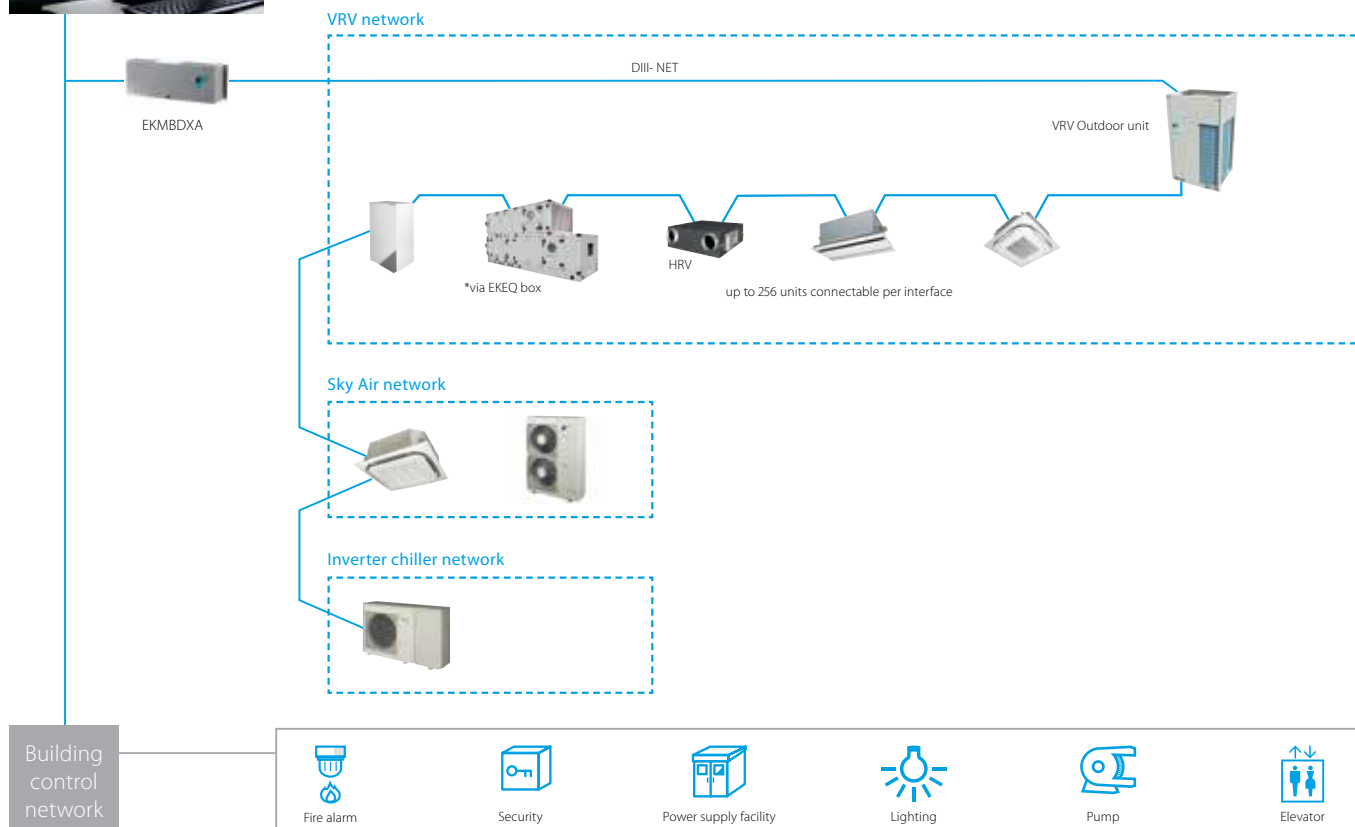 VRV network
DIII- NET
EKMBDXA
VRV Outdoor unit
HRV
*via EKEQ box
up to 256 units connectable per interface
Sky Air network
Inverter chiller network
Building
control
network
Fire alarm
Security
Power supply facility
Lighting
Pump
Elevator